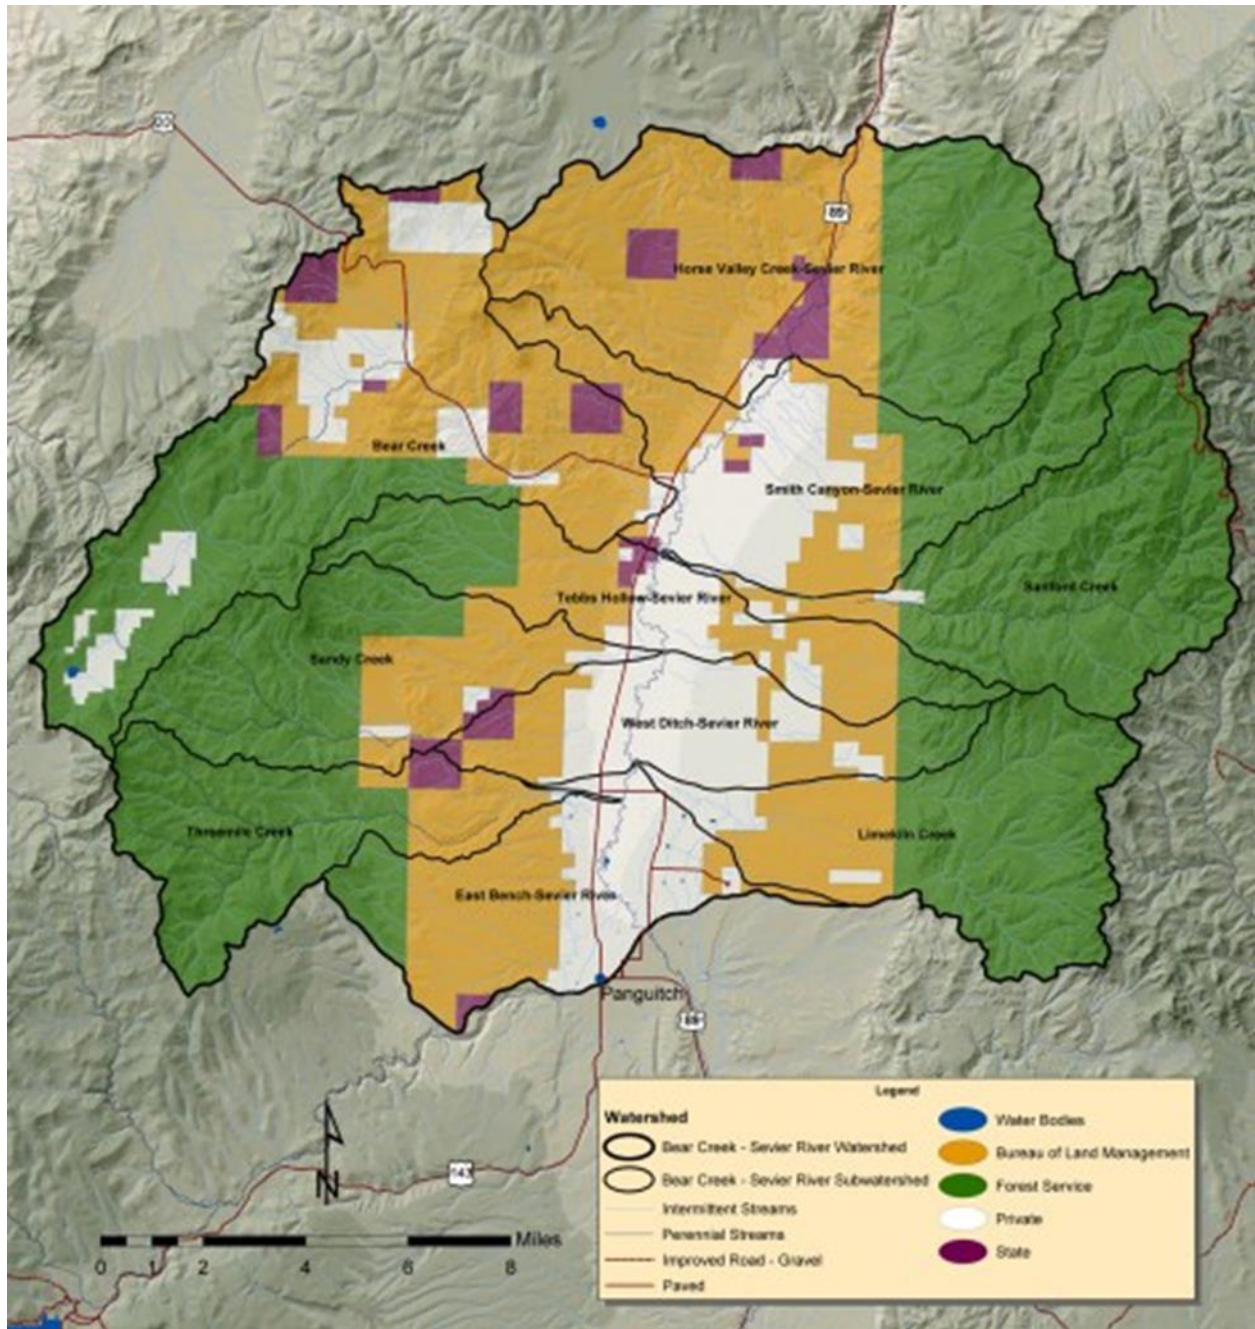 20
89
Horse Valley Creek-Sevier River
Bear Creek
Smith Canyon-Sevier River
Sanford Creek
Tebbs Hollow-Sevier River
Sandy Creek
West Ditch-Sevier River
Threemile Creek
Limekiln Creek
East Bench-Sevier River
Panguitch
89
Legend
Watershed
Bear Creek - Sevier River Watershed
Bear Creek - Sevier River Subwatershed
Intermittent Streams
Perennial Streams
Improved Road - Gravel
Paved
Water Bodies
Bureau of Land Management
Forest Service
Private
State
N
143
Miles
0 1 2 4 6 8